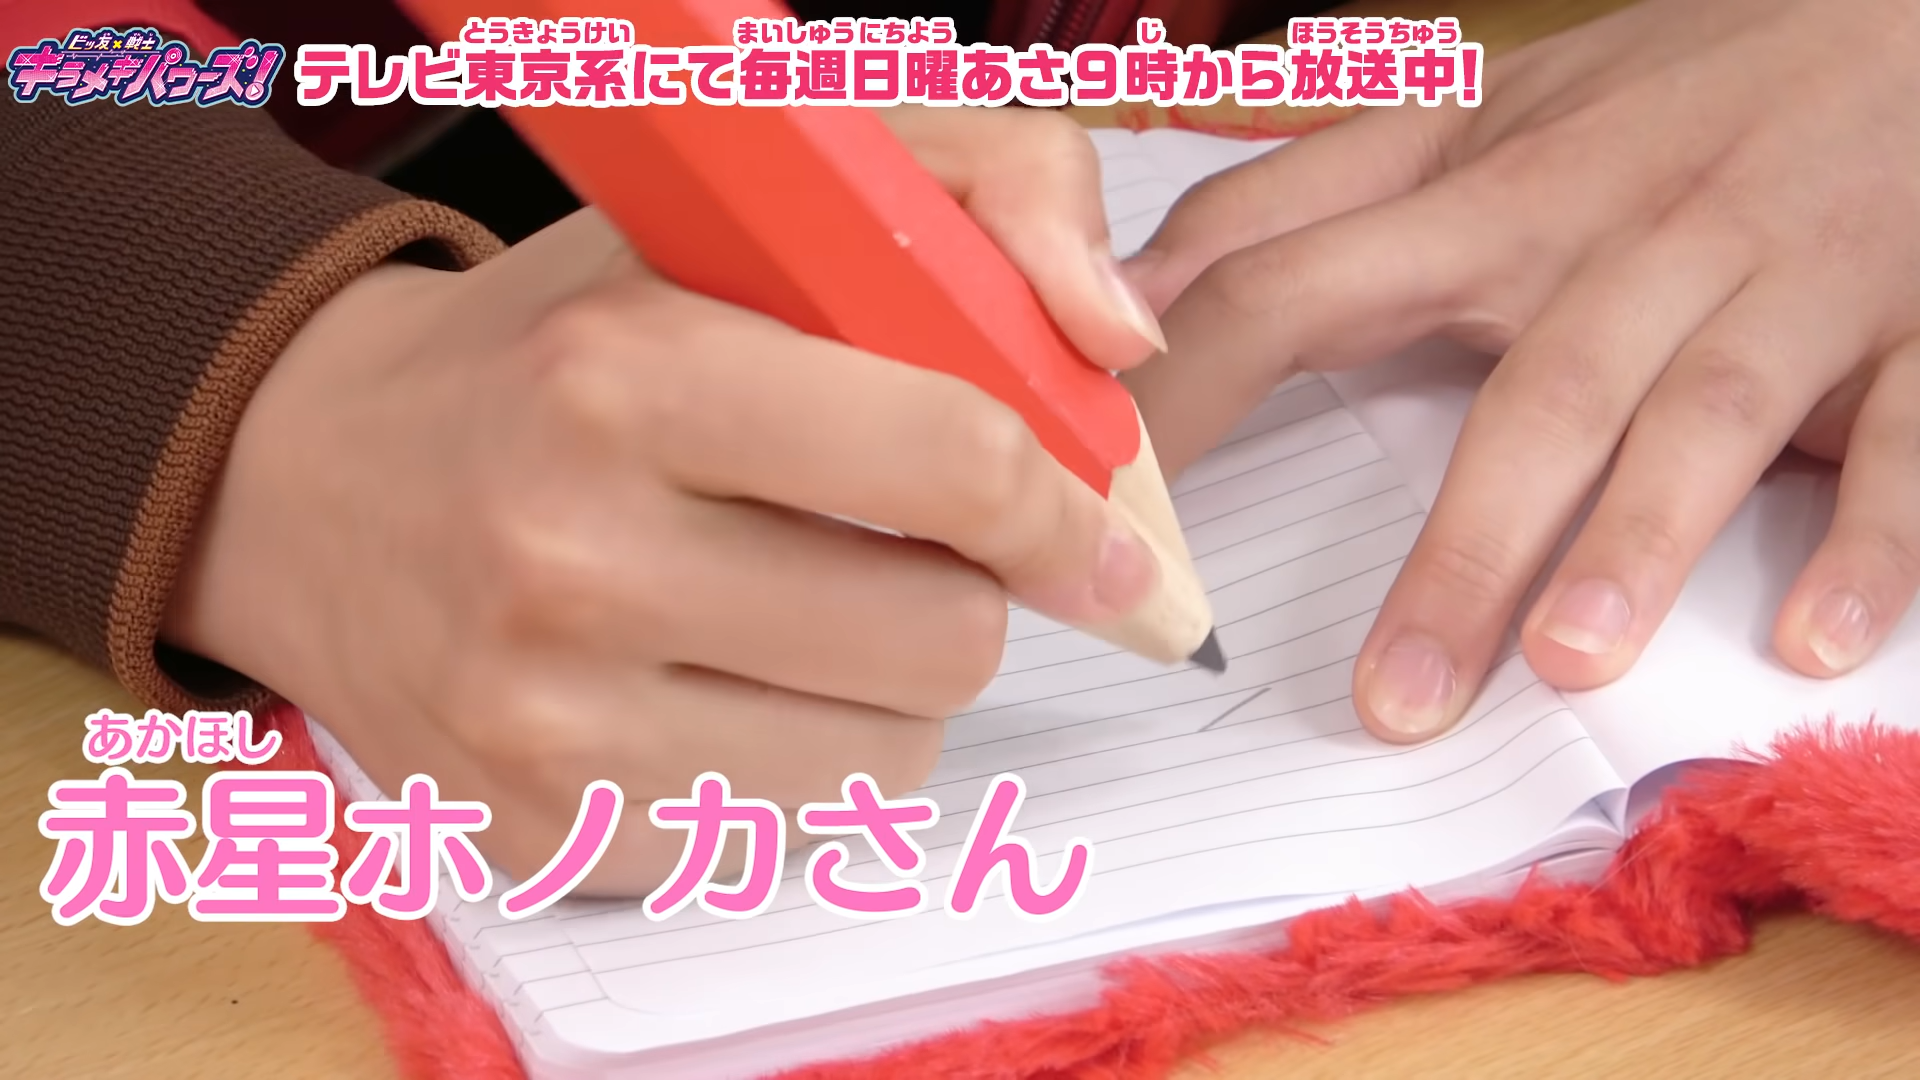 ビッ友×戦士
キラメキパワーズ!
とうきょうけい まいしゅう にちよう じ ほうそうちゅう
テレビ東京系にて毎週日曜あさ9時から放送中!
あかほし
赤星ホノカさん